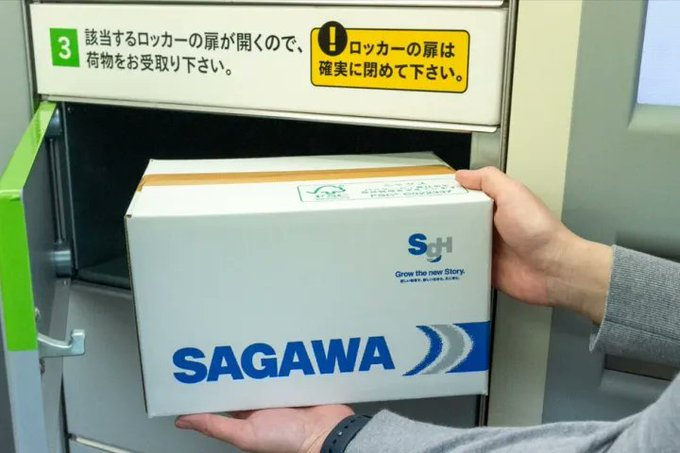 3
該当するロッカーの扉が開くので、
荷物をお受取り下さい。
! ロッカーの扉は
確実に閉めて下さい。
SgH
Grow the new Story.
SAGAWA